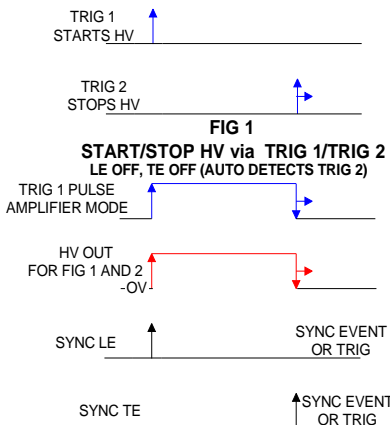 TRIG 1
STARTS HV
TRIG 2
STOPS HV
FIG 1
START/STOP HV via TRIG 1/TRIG 2
LE OFF, TE OFF (AUTO DETECTS TRIG 2)
TRIG 1 PULSE
AMPLIFIER MODE
HV OUT
FOR FIG 1 AND 2
-OV-
SYNC LE
SYNC EVENT
OR TRIG
SYNC TE
SYNC EVENT
OR TRIG